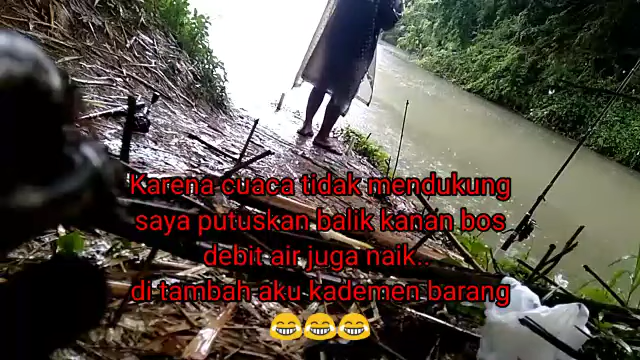 Karena cuaca tidak mendukung
saya putuskan balik kanan bos
debit air juga naik..
di tambah aku kademen barang
😂😂😂